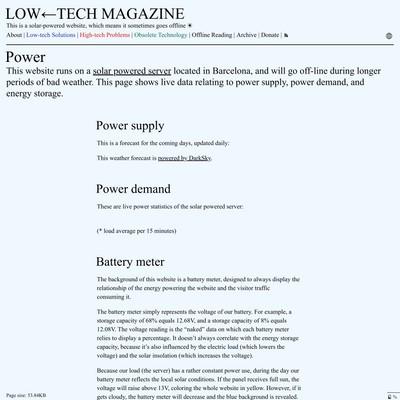 LOW←TECH MAGAZINE
This is a solar-powered website, which means it sometimes goes offline ☀
About | Low-tech Solutions | High-tech Problems | Obsolete Technology | Offline Reading | Archive | Donate |
Power
This website runs on a solar powered server located in Barcelona, and will go off-line during longer
periods of bad weather. This page shows live data relating to power supply, power demand, and
energy storage.
Power supply
This is a forecast for the coming days, updated daily:
This weather forecast is powered by DarkSky.
Power demand
These are live power statistics of the solar powered server:
(* load average per 15 minutes)
Battery meter
The background of this website is a battery meter, designed to always display the
relationship of the energy powering the website and the visitor traffic
consuming it.
The battery meter simply represents the voltage of our battery. For example, a
storage capacity of 68% equals 12.68V, and a storage capacity of 8% equals
12.08V. The voltage reading is the “naked” data on which each battery meter
relies to display a percentage. It doesn't always correlate with the energy storage
capacity, because it's also influenced by the electric load (which lowers the
voltage) and the solar insolation (which increases the voltage).
Because our load (the server) has a rather constant power use, during the day our
battery meter reflects the local solar conditions. If the panel receives full sun, the
voltage will raise above 13V, coloring the whole website in yellow. However, if it
gets cloudy, the battery meter will decrease and the blue background is revealed.
Page size: 53.84KB
%